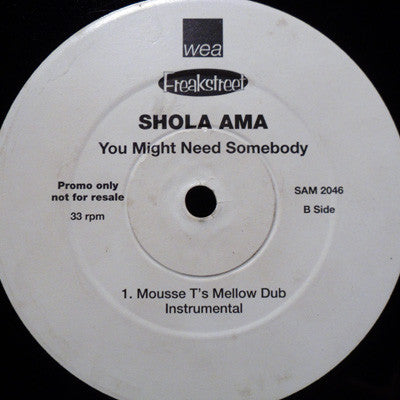 wea
Freakstreet
SHOLA AMA
You Might Need Somebody
Promo only
not for resale
33 rpm
SAM 2046
B Side
1. Mousse T's Mellow Dub
Instrumental